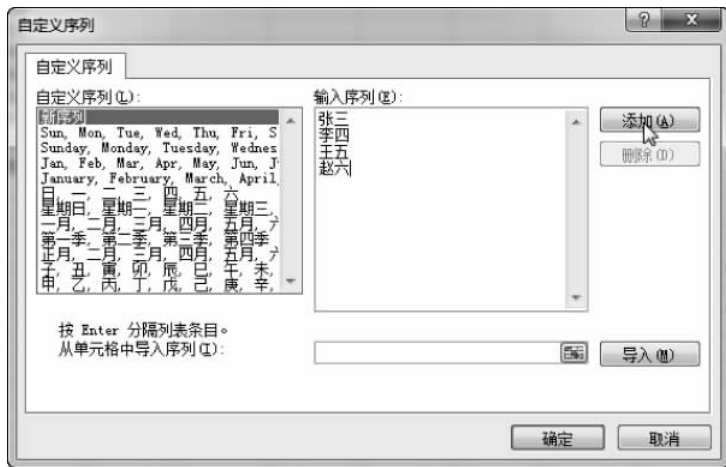 自定义序列
自定义序列
自定义序列(L):
新序列
Sun, Mon, Tue, Wed, Thu, Fri, S
Sunday, Monday, Tuesday, Wednes
Jan, Feb, Mar, Apr, May, Jun, J
January, February, March, April,
日, 一, 二, 三, 四, 五, 六
星期日, 星期一, 星期二, 星期三,
一月, 二月, 三月, 四月, 五月, 六
第一季, 第二季, 第三季, 第四季
正月, 二月, 三月, 四月, 五月, 六
子, 丑, 寅, 卯, 辰, 巳, 午, 未,
甲, 乙, 丙, 丁, 戊, 己, 庚, 辛,
输入序列(E):
张三
李四
王五
赵六
添加(A)
删除(D)
按 Enter 分隔列表条目。
从单元格中导入序列(I):
导入(M)
确定
取消